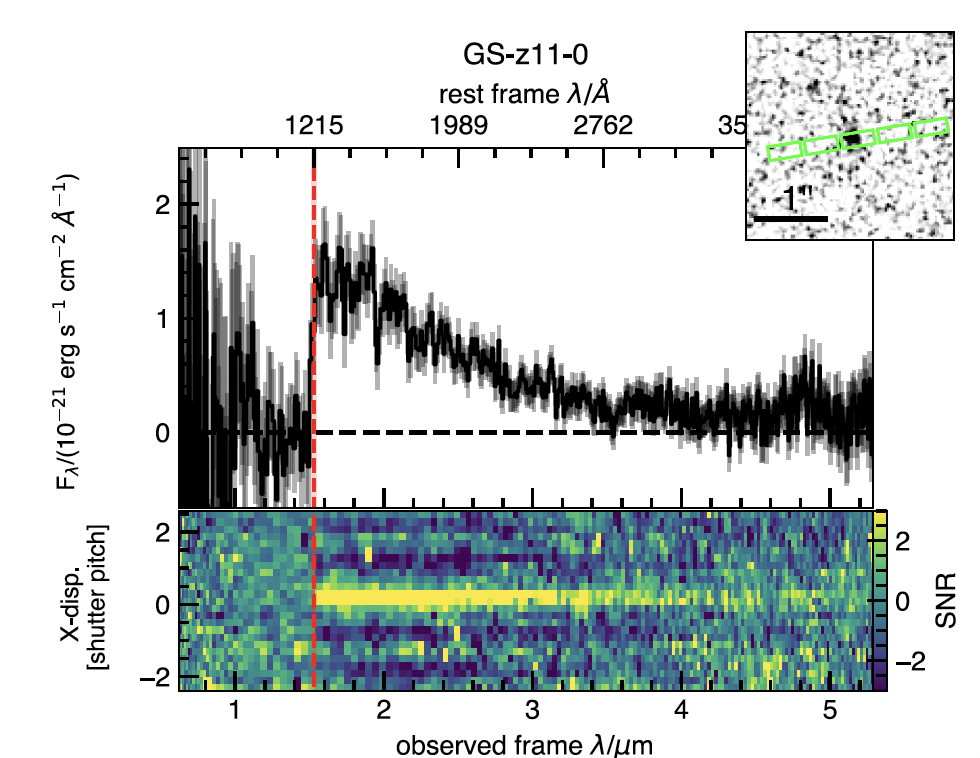 GS-z11-0
rest frame λ/Å
1215 1989 2762 35
1"
F_λ/(10⁻²¹ erg s⁻¹ cm⁻² Å⁻¹)
2
1
0
X-disp.
[shutter pitch]
2
0
−2
2
0
−2
SNR
1 2 3 4 5
observed frame λ/μm